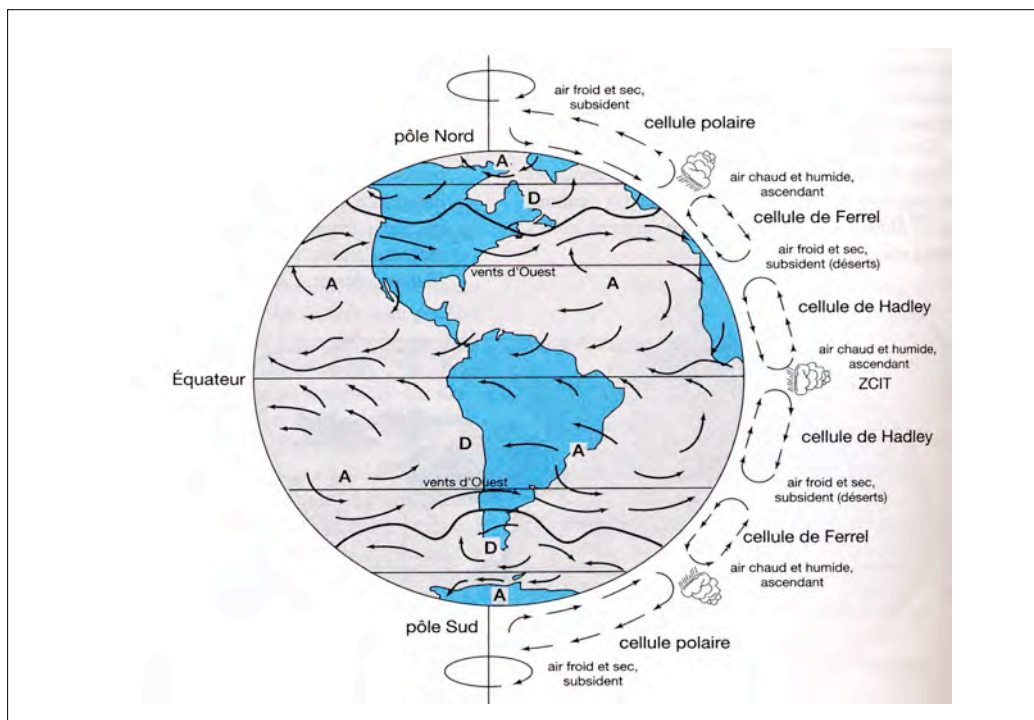 air froid et sec,
subsident
cellule polaire
pôle Nord
A
air chaud et humide,
ascendant
D
cellule de Ferrel
air froid et sec,
subsident (déserts)
vents d'Ouest
A
A
cellule de Hadley
air chaud et humide,
ascendant
ZCIT
Équateur
cellule de Hadley
D
A
A
air froid et sec,
subsident (déserts)
vents d'Ouest
cellule de Ferrel
D
air chaud et humide,
ascendant
A
pôle Sud
cellule polaire
air froid et sec,
subsident